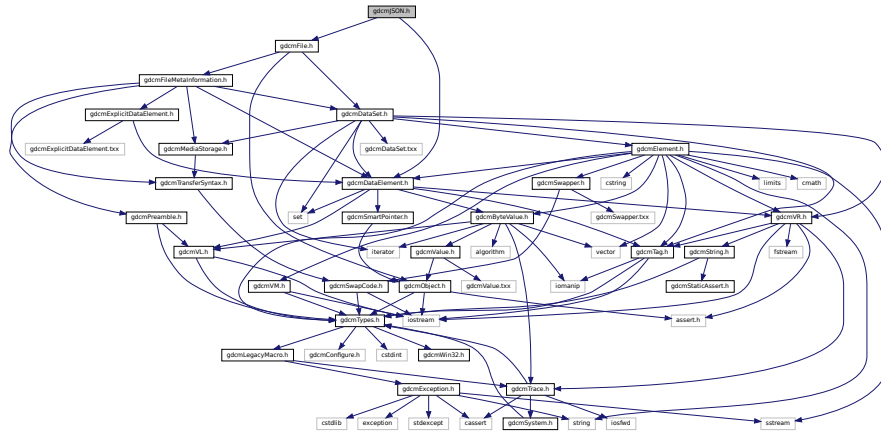 gdcmJSON.h
gdcmFile.h
gdcmFileMetaInformation.h
gdcmExplicitDataElement.h
gdcmDataSet.h
gdcmExplicitDataElement.txx
gdcmMediaStorage.h
gdcmDataSet.txx
gdcmElement.h
gdcmTransferSyntax.h
gdcmDataElement.h
gdcmSwapper.h
cstring
limits
cmath
gdcmPreamble.h
set
gdcmSmartPointer.h
gdcmByteValue.h
gdcmSwapper.txx
gdcmVR.h
gdcmVL.h
iterator
gdcmValue.h
algorithm
vector
gdcmTag.h
gdcmString.h
fstream
gdcmVM.h
gdcmSwapCode.h
gdcmObject.h
gdcmValue.txx
iomanip
gdcmStaticAssert.h
gdcmTypes.h
iostream
assert.h
gdcmLegacyMacro.h
gdcmConfigure.h
cstdint
gdcmWin32.h
gdcmException.h
gdcmTrace.h
cstdlib
exception
stdexcept
cassert
gdcmSystem.h
string
iosfwd
sstream